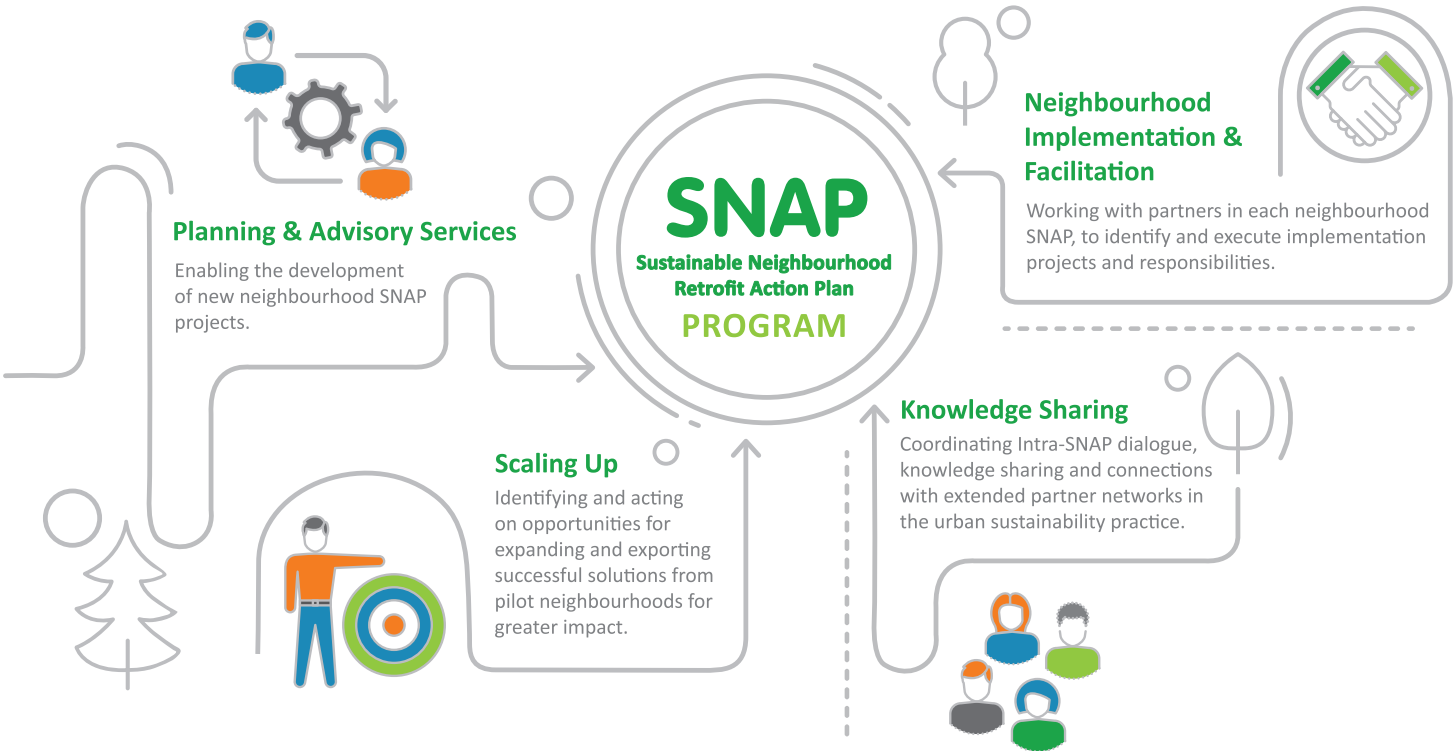 Planning & Advisory Services
Enabling the development
of new neighbourhood SNAP
projects.
SNAP
Sustainable Neighbourhood
Retrofit Action Plan
PROGRAM
Neighbourhood
Implementation &
Facilitation
Working with partners in each neighbourhood
SNAP, to identify and execute implementation
projects and responsibilities.
Scaling Up
Identifying and acting
on opportunities for
expanding and exporting
successful solutions from
pilot neighbourhoods for
greater impact.
Knowledge Sharing
Coordinating Intra-SNAP dialogue,
knowledge sharing and connections
with extended partner networks in
the urban sustainability practice.